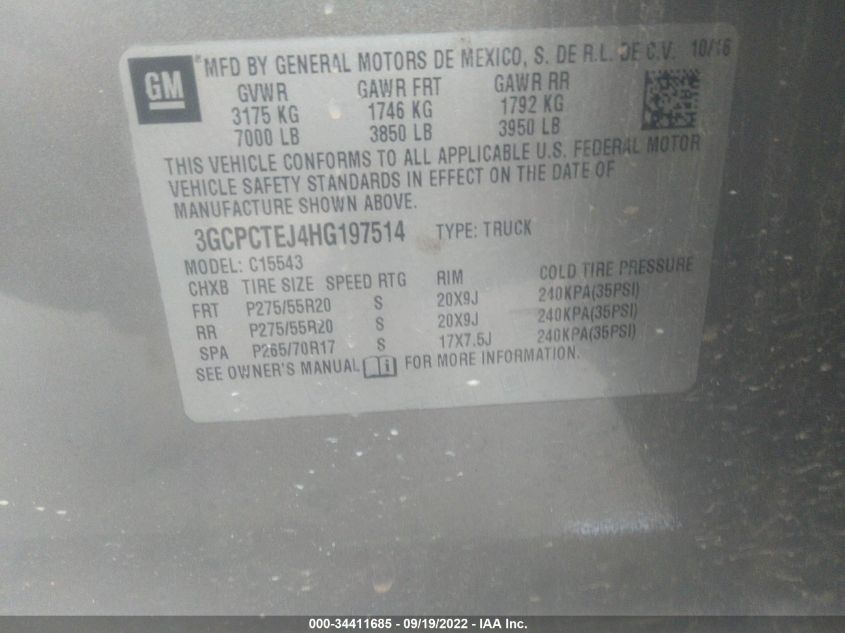 GM
MFD BY GENERAL MOTORS DE MEXICO, S. DE R.L. DE C.V. 10/16
GVWR GAWR FRT GAWR RR
3175 KG 1746 KG 1792 KG
7000 LB 3850 LB 3950 LB
THIS VEHICLE CONFORMS TO ALL APPLICABLE U.S. FEDERAL MOTOR
VEHICLE SAFETY STANDARDS IN EFFECT ON THE DATE OF
MANUFACTURE SHOWN ABOVE.
3GCPCTEJ4HG197514 TYPE: TRUCK
MODEL: C15543
CHXB TIRE SIZE SPEED RTG RIM COLD TIRE PRESSURE
FRT P275/55R20 S 20X9J 240KPA(35PSI)
RR P275/55R20 S 20X9J 240KPA(35PSI)
SPA P265/70R17 S 17X7.5J 240KPA(35PSI)
SEE OWNER'S MANUAL FOR MORE INFORMATION.
000-34411685 - 09/19/2022 - IAA Inc.